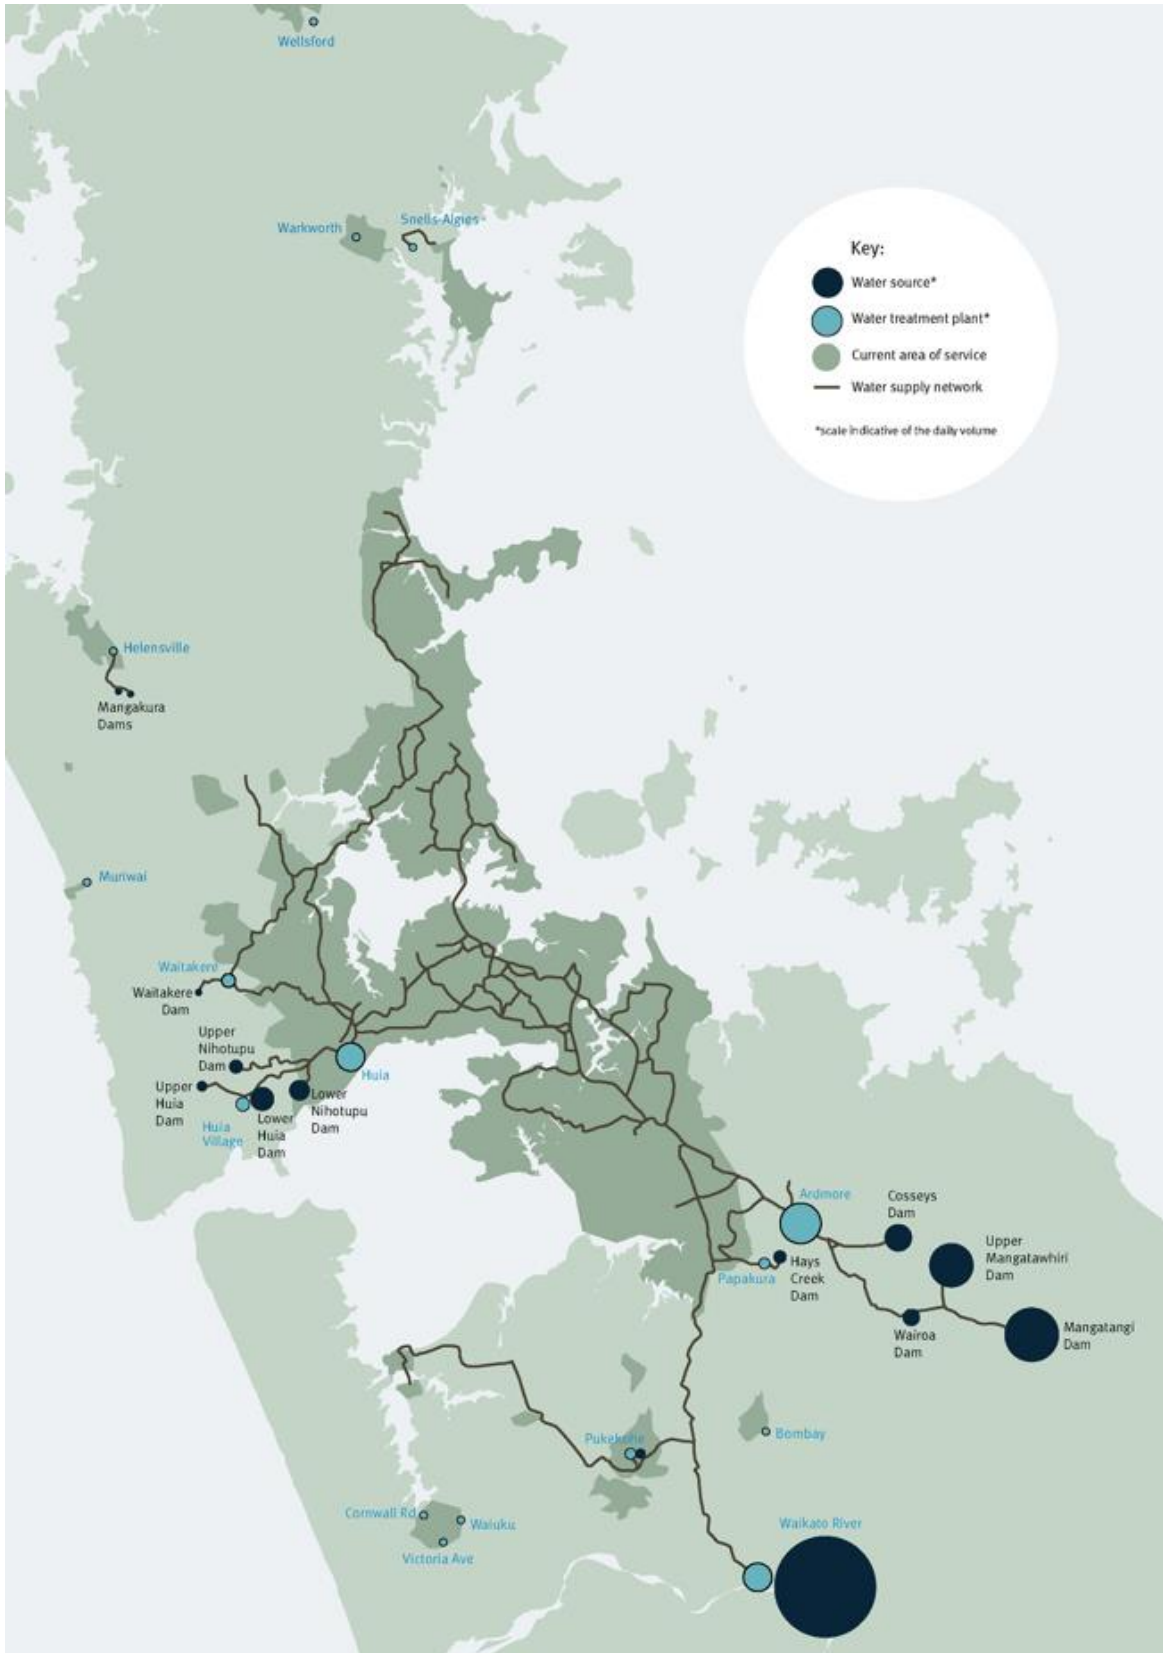 Wellsford
Warkworth
Snells-Algies
Key:
Water source*
Water treatment plant*
Current area of service
Water supply network
*scale indicative of the daily volume
Helensville
Mangakura
Dams
Muriwai
Waitakere
Waitakere
Dam
Upper
Nihotupu
Dam
Upper
Huia
Dam
Huia
Village
Lower
Huia
Dam
Lower
Nihotupu
Dam
Huia
Ardmore
Cosseys
Dam
Upper
Mangatawhiri
Dam
Papakura
Hays
Creek
Dam
Wairoa
Dam
Mangatangi
Dam
Pukekohe
Bombay
Cornwall Rd
Waiuku
Victoria Ave
Waikato River